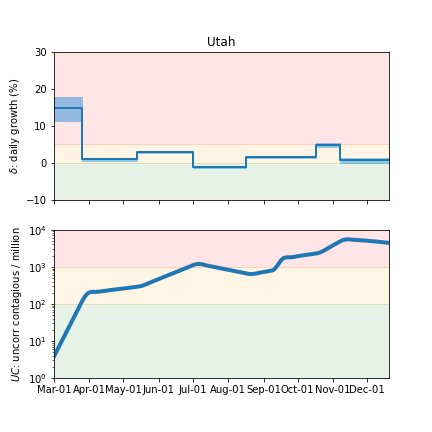 Utah
30
20
10
0
−10
δ: daily growth (%)
10⁴
10³
10²
10¹
10⁰
UC: uncorr contagious / million
Mar-01 Apr-01 May-01 Jun-01 Jul-01 Aug-01 Sep-01 Oct-01 Nov-01 Dec-01